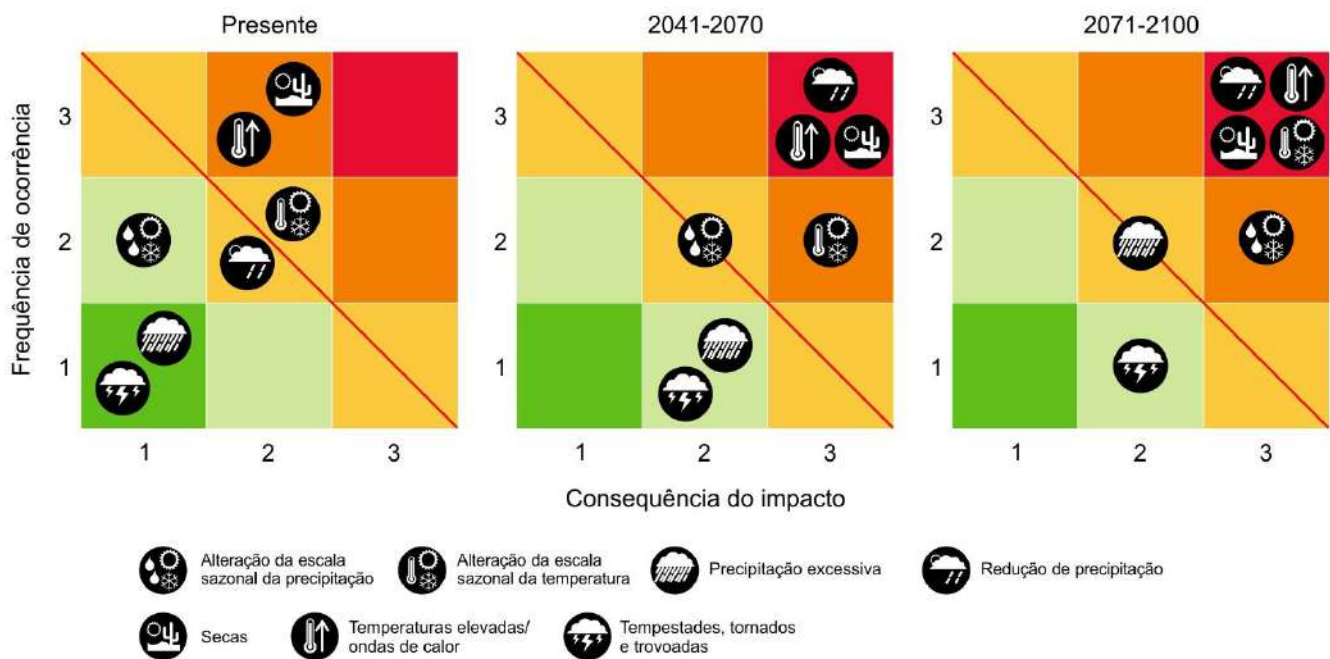 Presente
2041-2070
2071-2100
Frequência de ocorrência
3
2
1
1
2
3
3
2
1
1
2
3
3
2
1
1
2
3
Consequência do impacto
Alteração da escala
sazonal da precipitação
Alteração da escala
sazonal da temperatura
Precipitação excessiva
Redução de precipitação
Secas
Temperaturas elevadas/
ondas de calor
Tempestades, tornados
e trovoadas